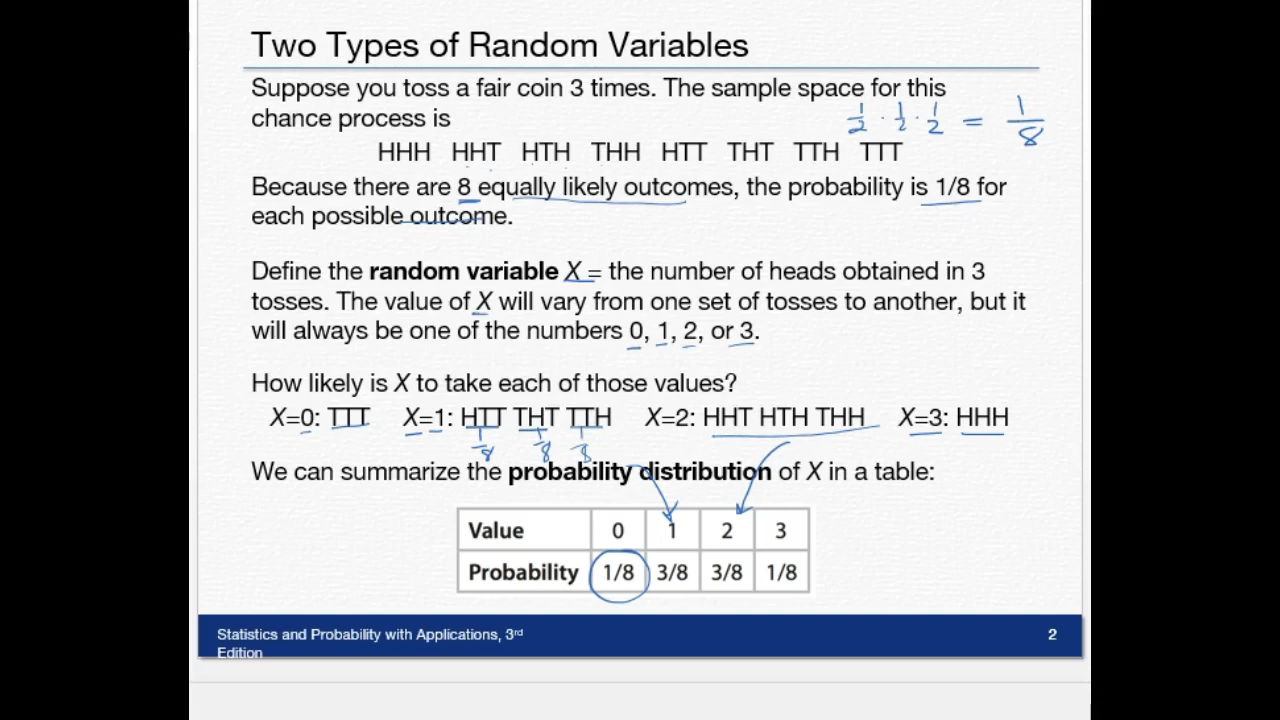 Two Types of Random Variables
Suppose you toss a fair coin 3 times. The sample space for this
chance process is
1/2 · 1/2 · 1/2 = 1/8
HHH HHT HTH THH HTT THT TTH TTT
Because there are 8 equally likely outcomes, the probability is 1/8 for
each possible outcome.
Define the random variable X = the number of heads obtained in 3
tosses. The value of X will vary from one set of tosses to another, but it
will always be one of the numbers 0, 1, 2, or 3.
How likely is X to take each of those values?
X=0: TTT X=1: HTT THT TTH X=2: HHT HTH THH X=3: HHH
1/8 1/8 1/8
We can summarize the probability distribution of X in a table:
Value 0 1 2 3
Probability 1/8 3/8 3/8 1/8
Statistics and Probability with Applications, 3rd
Edition
2